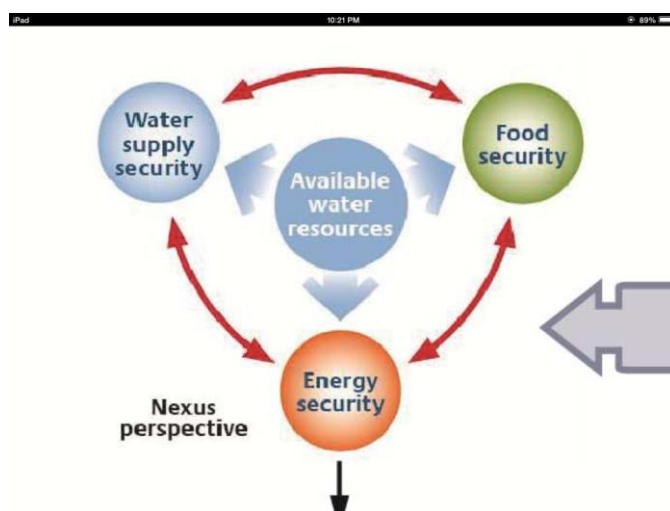 iPad
10:21 PM
89%
Water
supply
security
Food
security
Available
water
resources
Energy
security
Nexus
perspective